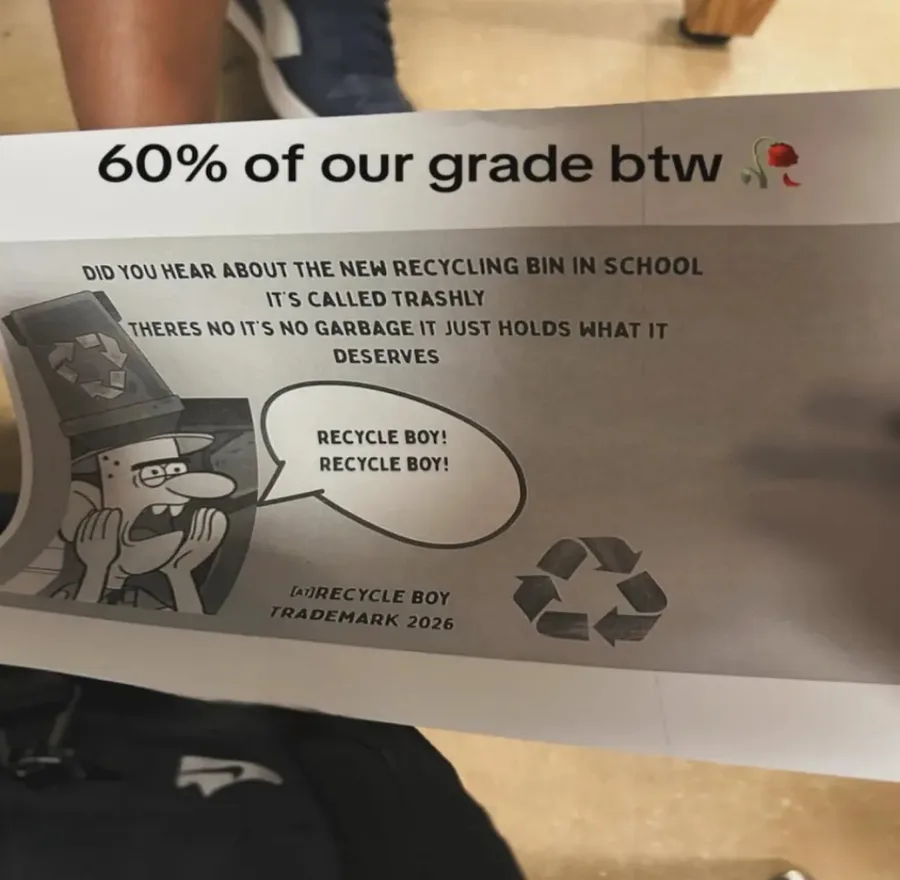 60% of our grade btw 🥀
DID YOU HEAR ABOUT THE NEW RECYCLING BIN IN SCHOOL
IT'S CALLED TRASHLY
THERES NO IT'S NO GARBAGE IT JUST HOLDS WHAT IT
DESERVES
RECYCLE BOY!
RECYCLE BOY!
[AT]RECYCLE BOY
TRADEMARK 2026